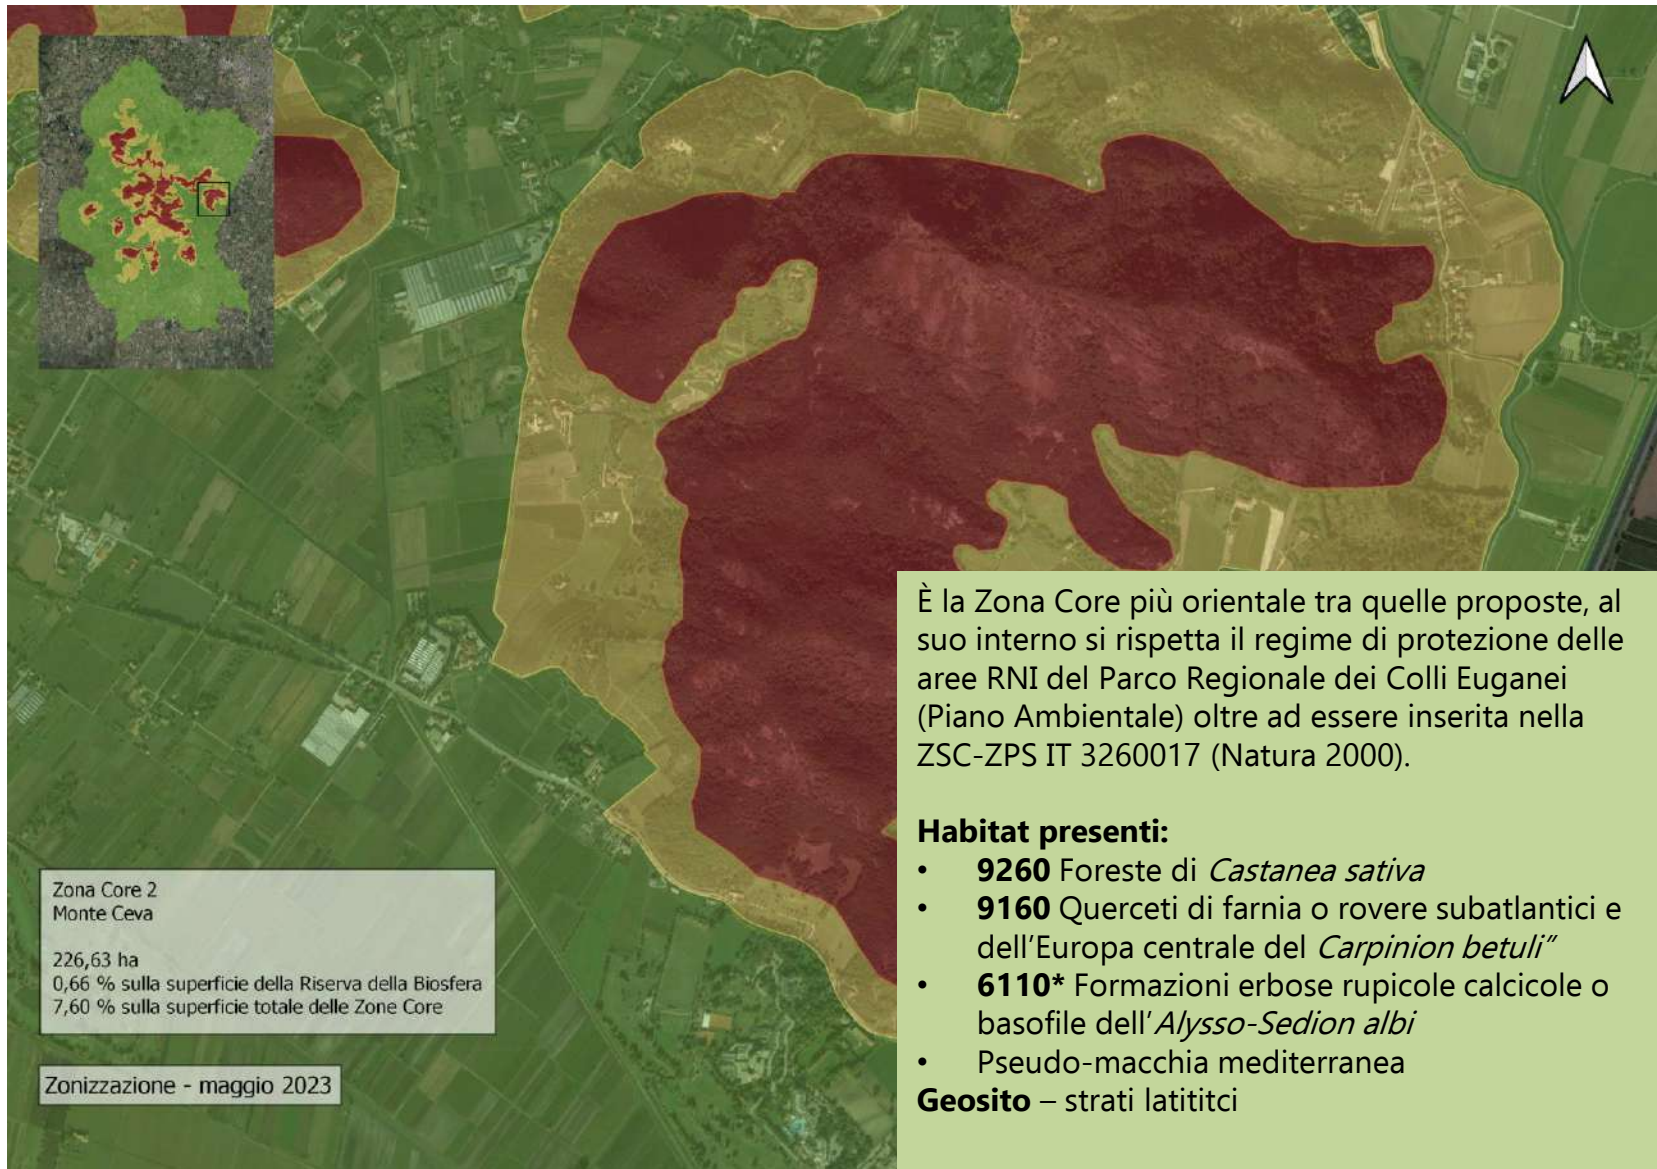 È la Zona Core più orientale tra quelle proposte, al
suo interno si rispetta il regime di protezione delle
aree RNI del Parco Regionale dei Colli Euganei
(Piano Ambientale) oltre ad essere inserita nella
ZSC-ZPS IT 3260017 (Natura 2000).
Habitat presenti:
• 9260 Foreste di Castanea sativa
• 9160 Querceti di farnia o rovere subatlantici e
dell'Europa centrale del Carpinion betuli”
• 6110* Formazioni erbose rupicole calcicole o
basofile dell'Alysso-Sedion albi
• Pseudo-macchia mediterranea
Geosito – strati latititci
Zona Core 2
Monte Ceva
226,63 ha
0,66 % sulla superficie della Riserva della Biosfera
7,60 % sulla superficie totale delle Zone Core
Zonizzazione - maggio 2023